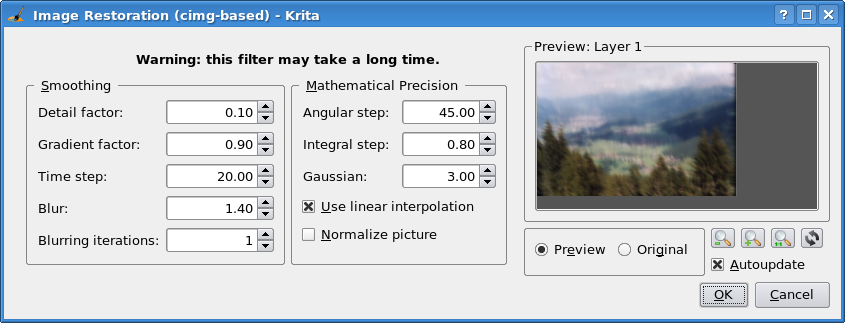 Image Restoration (cimg-based) - Krita
Warning: this filter may take a long time.
Smoothing
Detail factor: 0.10
Gradient factor: 0.90
Time step: 20.00
Blur: 1.40
Blurring iterations: 1
Mathematical Precision
Angular step: 45.00
Integral step: 0.80
Gaussian: 3.00
Use linear interpolation
Normalize picture
Preview: Layer 1
Preview Original
Autoupdate
OK Cancel